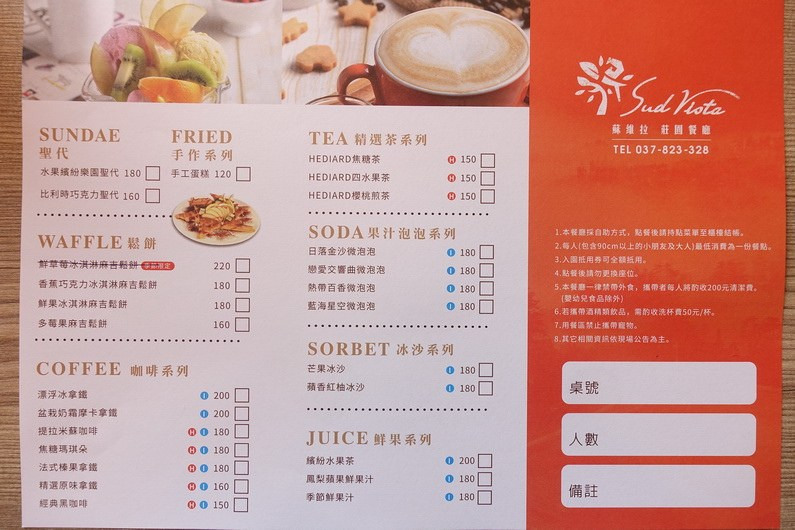 SUNDAE
聖代
水果繽紛樂園聖代 180
比利時巧克力聖代 160
FRIED
手作系列
手工蛋糕 120
WAFFLE 鬆餅
鮮草莓冰淇淋麻吉鬆餅 季節限定 220
香蕉巧克力冰淇淋麻吉鬆餅 180
鮮果冰淇淋麻吉鬆餅 180
多莓果麻吉鬆餅 160
COFFEE 咖啡系列
漂浮冰拿鐵 I 200
盆栽奶霜摩卡拿鐵 I 200
提拉米蘇咖啡 H I 180
焦糖瑪琪朵 H I 180
法式榛果拿鐵 H I 180
精選原味拿鐵 H I 160
經典黑咖啡 H I 150
TEA 精選茶系列
HEDIARD焦糖茶 H 150
HEDIARD四水果茶 H 150
HEDIARD櫻桃煎茶 H 150
SODA 果汁泡泡系列
日落金沙微泡泡 I 180
戀愛交響曲微泡泡 I 180
熱帶百香微泡泡 I 180
藍海星空微泡泡 I 180
SORBET 冰沙系列
芒果冰沙 I 180
蘋香紅柚冰沙 I 180
JUICE 鮮果系列
繽紛水果茶 I 200
鳳梨蘋果鮮果汁 I 180
季節鮮果汁 I 180
Sud Vista
蘇維拉 莊園餐廳
TEL 037-823-328
1.本餐廳採自助方式，點餐後請持點菜單至櫃檯結帳。
2.每人(包含90cm以上的小朋友及大人)最低消費為一份餐點。
3.入園抵用券可全額抵用。
4.點餐後請勿更換座位。
5.本餐廳一律禁帶外食，攜帶者每人將酌收200元清潔費。
(嬰幼兒食品除外)
6.若攜帶酒精類飲品，需酌收洗杯費50元/杯。
7.用餐區禁止攜帶寵物。
8.其它相關資訊依現場公告為主。
桌號
人數
備註